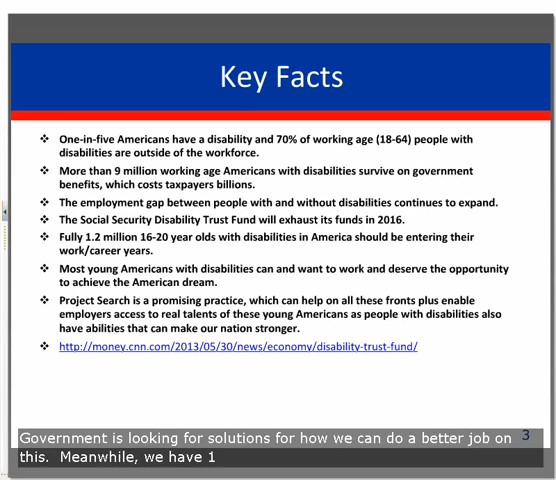 Key Facts
❖ One-in-five Americans have a disability and 70% of working age (18-64) people with
disabilities are outside of the workforce.
❖ More than 9 million working age Americans with disabilities survive on government
benefits, which costs taxpayers billions.
❖ The employment gap between people with and without disabilities continues to expand.
❖ The Social Security Disability Trust Fund will exhaust its funds in 2016.
❖ Fully 1.2 million 16-20 year olds with disabilities in America should be entering their
work/career years.
❖ Most young Americans with disabilities can and want to work and deserve the opportunity
to achieve the American dream.
❖ Project Search is a promising practice, which can help on all these fronts plus enable
employers access to real talents of these young Americans as people with disabilities also
have abilities that can make our nation stronger.
❖ http://money.cnn.com/2013/05/30/news/economy/disability-trust-fund/
3
Government is looking for solutions for how we can do a better job on
this. Meanwhile, we have 1